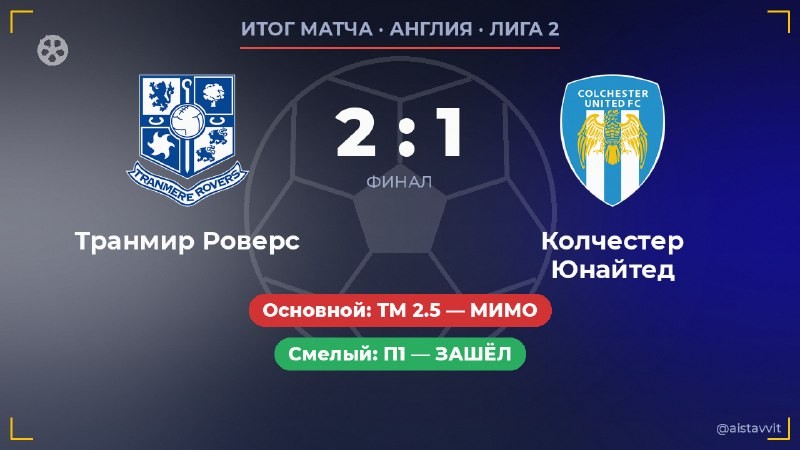 ИТОГ МАТЧА · АНГЛИЯ · ЛИГА 2
COLCHESTER
UNITED FC
2 : 1
ФИНАЛ
TRANMERE ROVERS
Транмир Роверс
Колчестер
Юнайтед
Основной: ТМ 2.5 — МИМО
Смелый: П1 — ЗАШЁЛ
@aistavvit